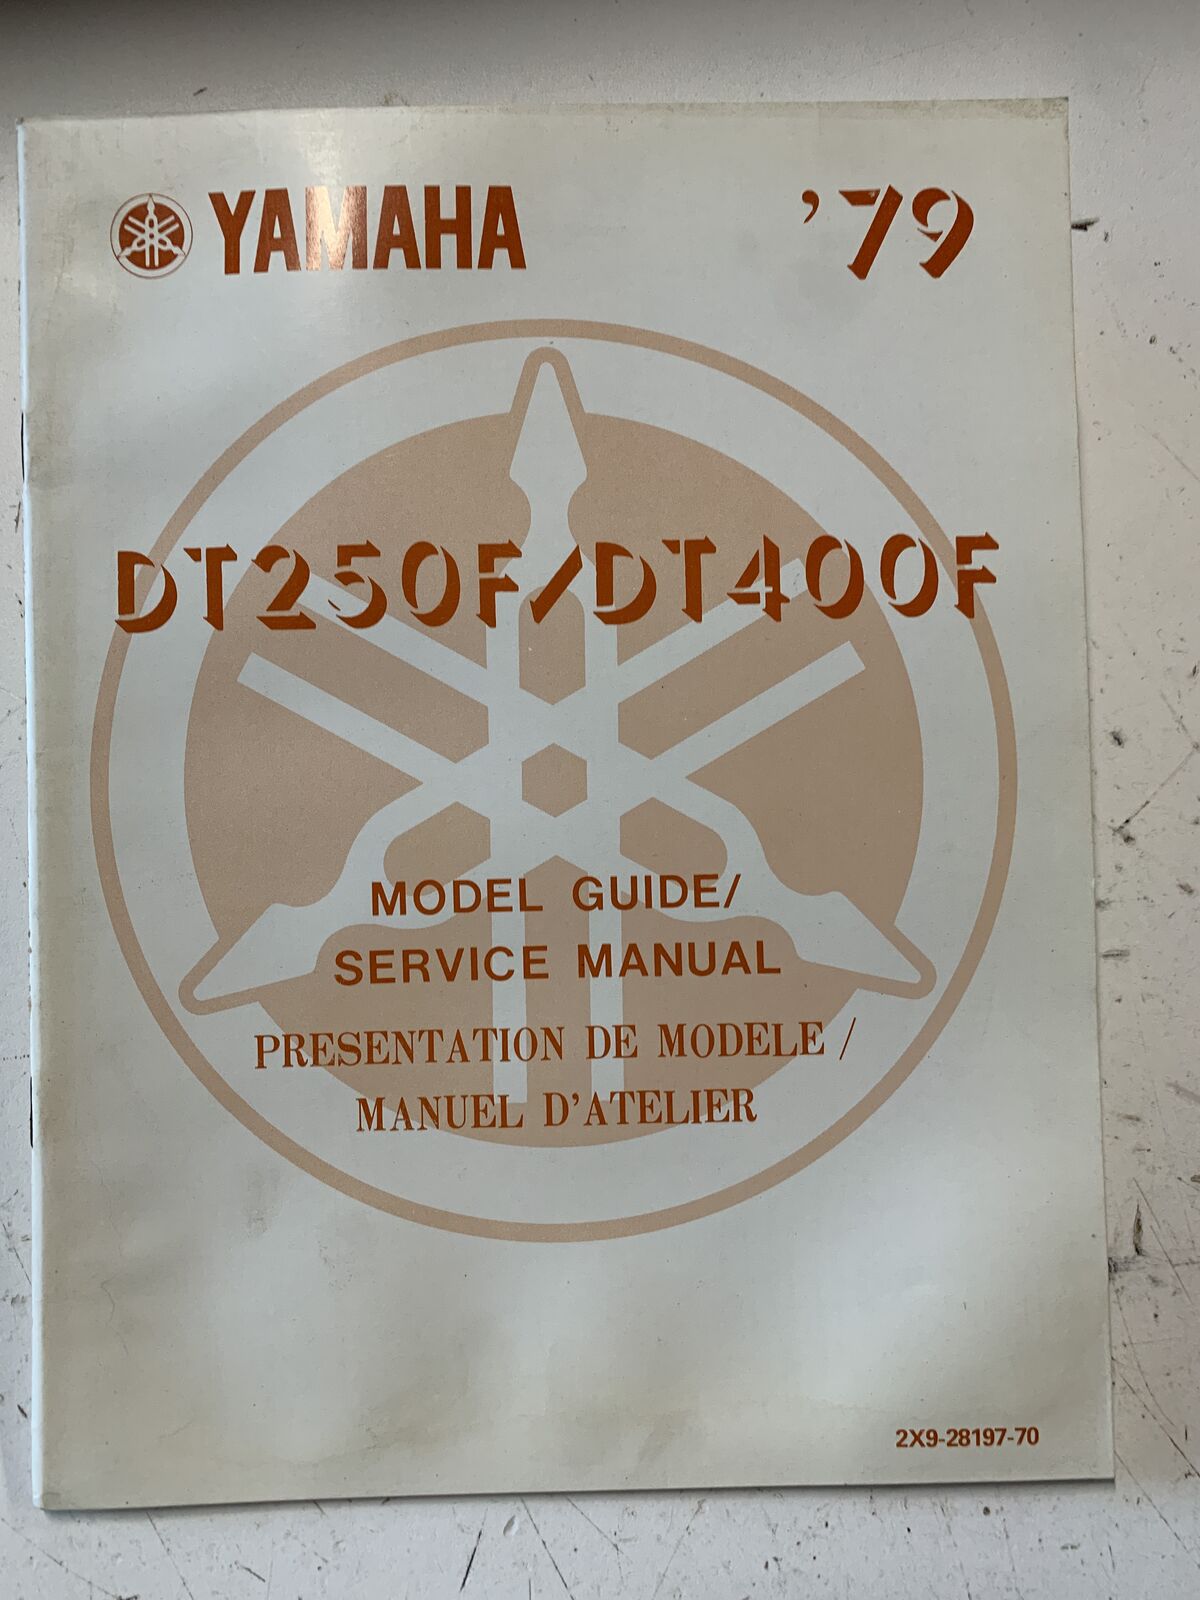 YAMAHA
'79
DT250F/DT400F
MODEL GUIDE/
SERVICE MANUAL
PRESENTATION DE MODELE /
MANUEL D'ATELIER
2X9-28197-70